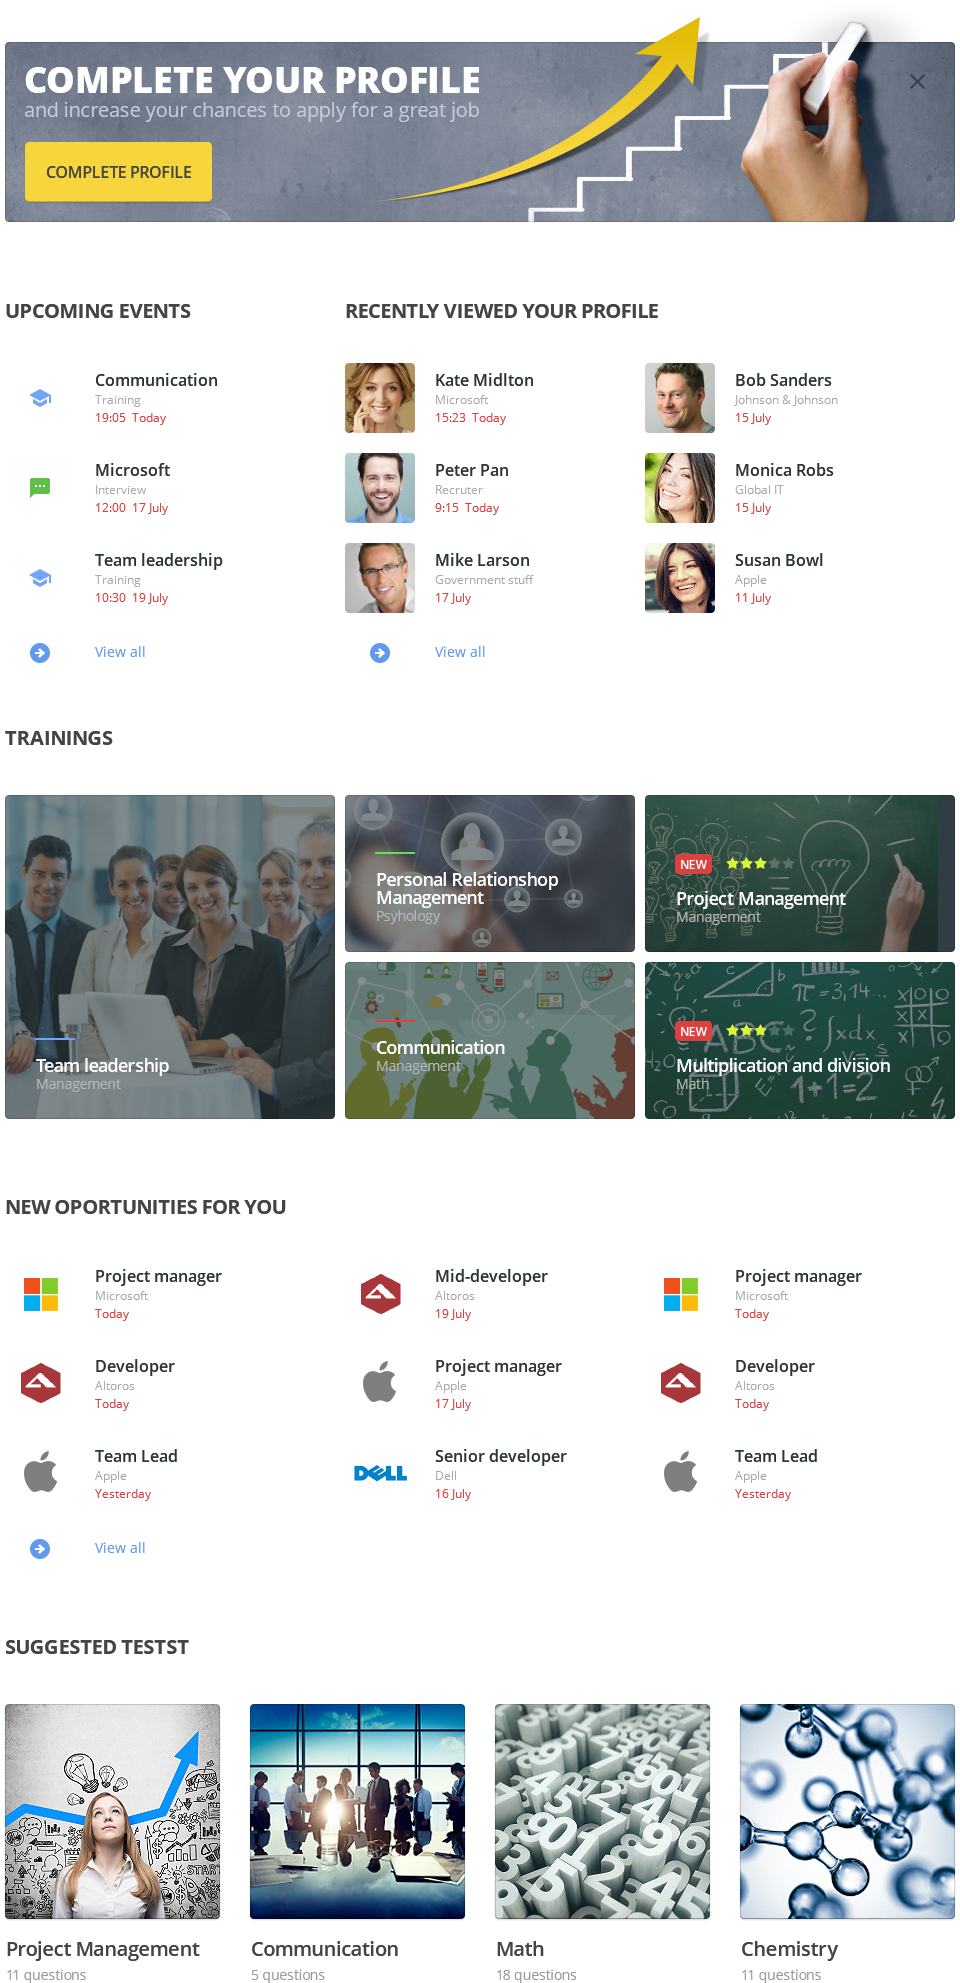 COMPLETE YOUR PROFILE
and increase your chances to apply for a great job
COMPLETE PROFILE
UPCOMING EVENTS
Communication
Training
19:05 Today
Microsoft
Interview
12:00 17 July
Team leadership
Training
10:30 19 July
View all
RECENTLY VIEWED YOUR PROFILE
Kate Midlton
Microsoft
15:23 Today
Bob Sanders
Johnson & Johnson
15 July
Peter Pan
Recruter
9:15 Today
Monica Robs
Global IT
15 July
Mike Larson
Government stuff
17 July
Susan Bowl
Apple
11 July
View all
TRAININGS
Team leadership
Management
Personal Relationshop
Management
Psyhology
NEW
Project Management
Management
Communication
Management
NEW
Multiplication and division
Math
π=3,14...
∫xdx
1+1=2
NEW OPORTUNITIES FOR YOU
Project manager
Microsoft
Today
Mid-developer
Altoros
19 July
Project manager
Microsoft
Today
Developer
Altoros
Today
Project manager
Apple
17 July
Developer
Altoros
Today
Team Lead
Apple
Yesterday
DELL
Senior developer
Dell
16 July
Team Lead
Apple
Yesterday
View all
SUGGESTED TESTST
START
Project Management
11 questions
Communication
5 questions
Math
18 questions
Chemistry
11 questions